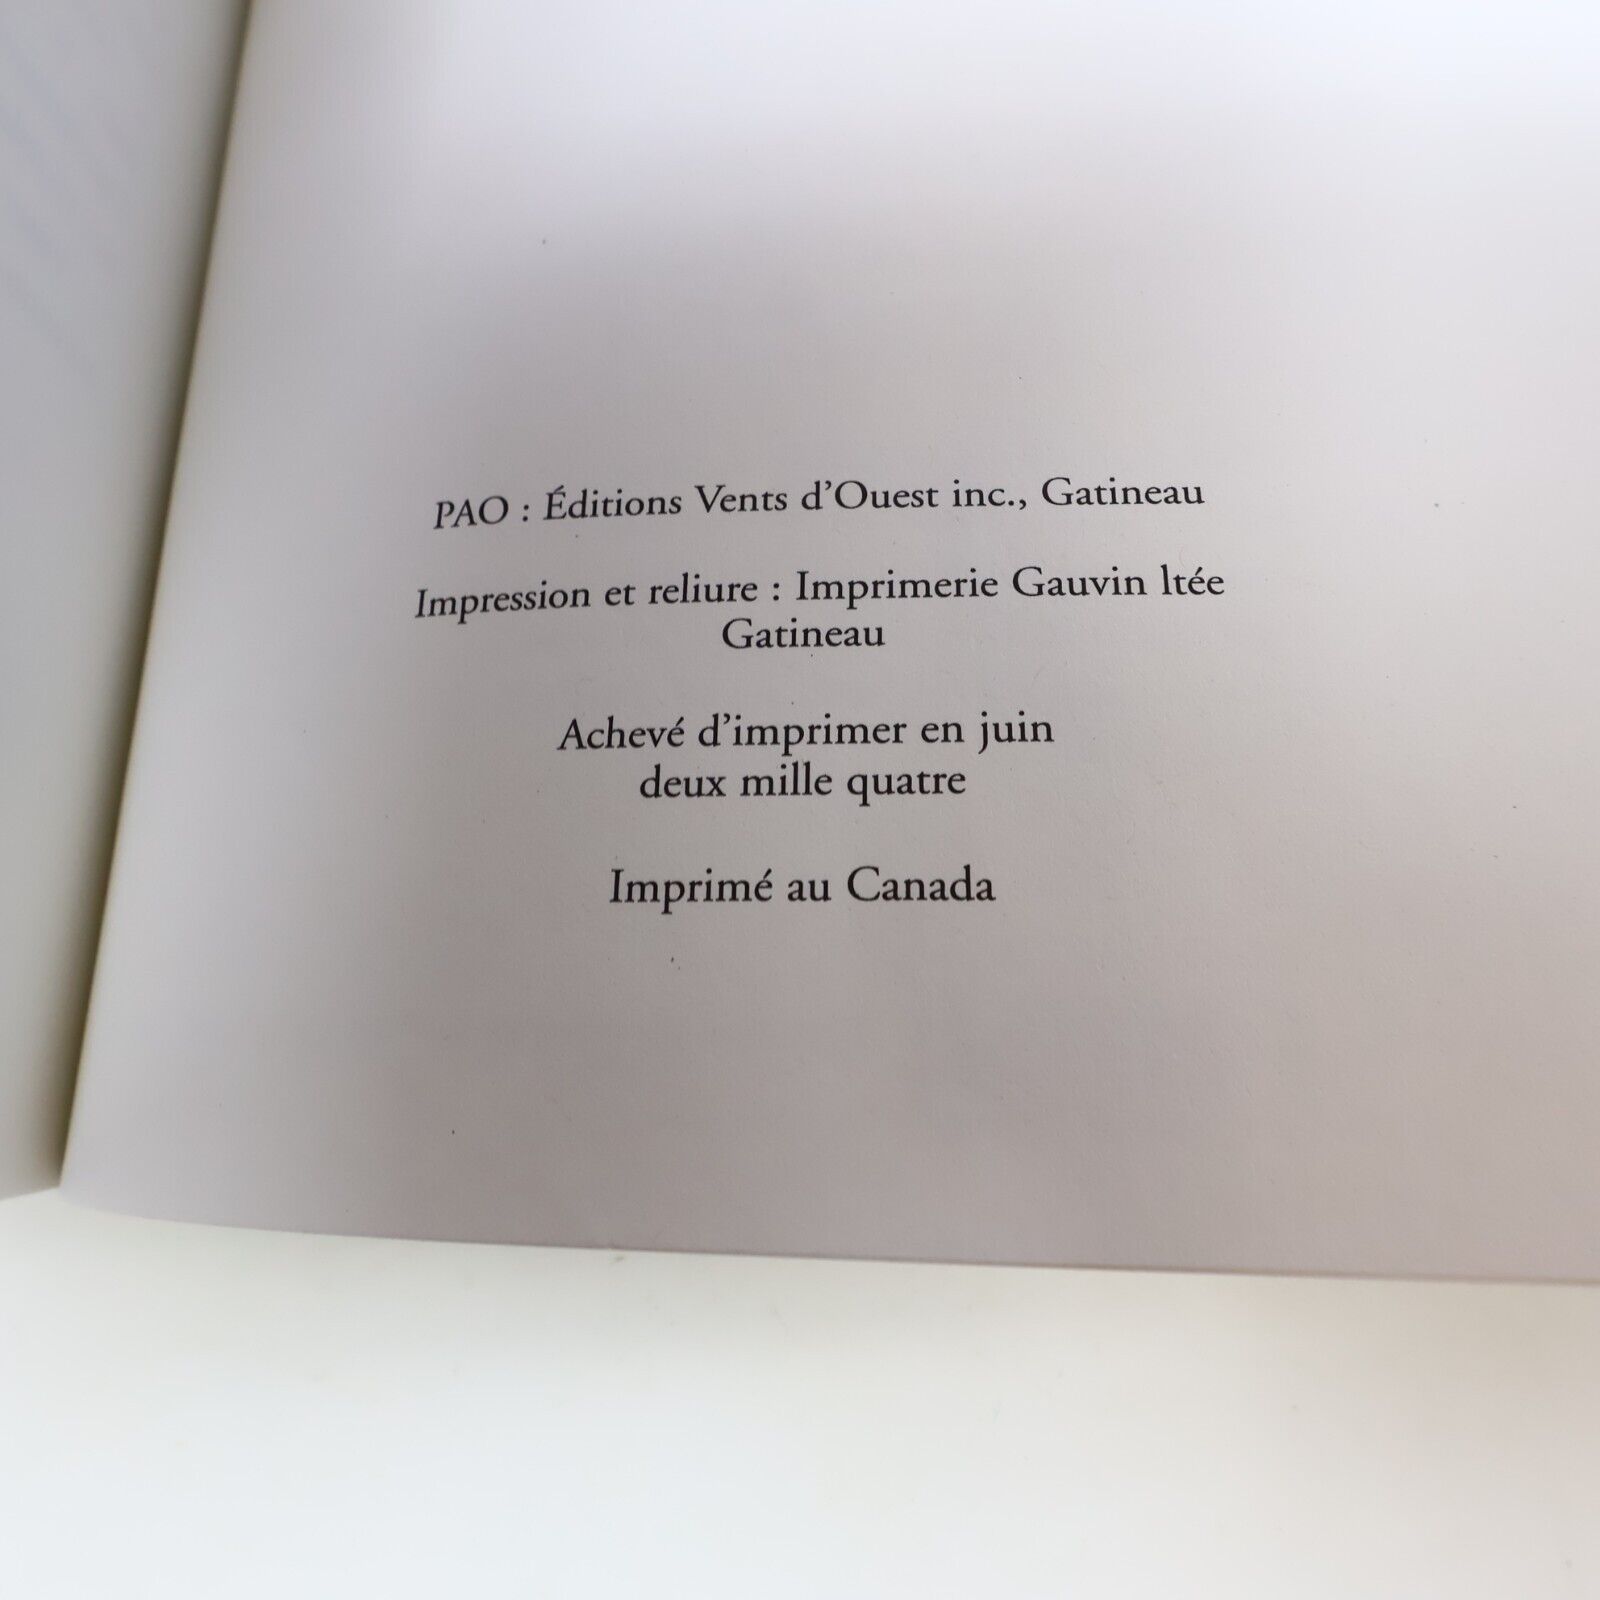 PAO : Éditions Vents d’Ouest inc., Gatineau
Impression et reliure : Imprimerie Gauvin ltée
Gatineau
Achevé d’imprimer en juin
deux mille quatre
Imprimé au Canada